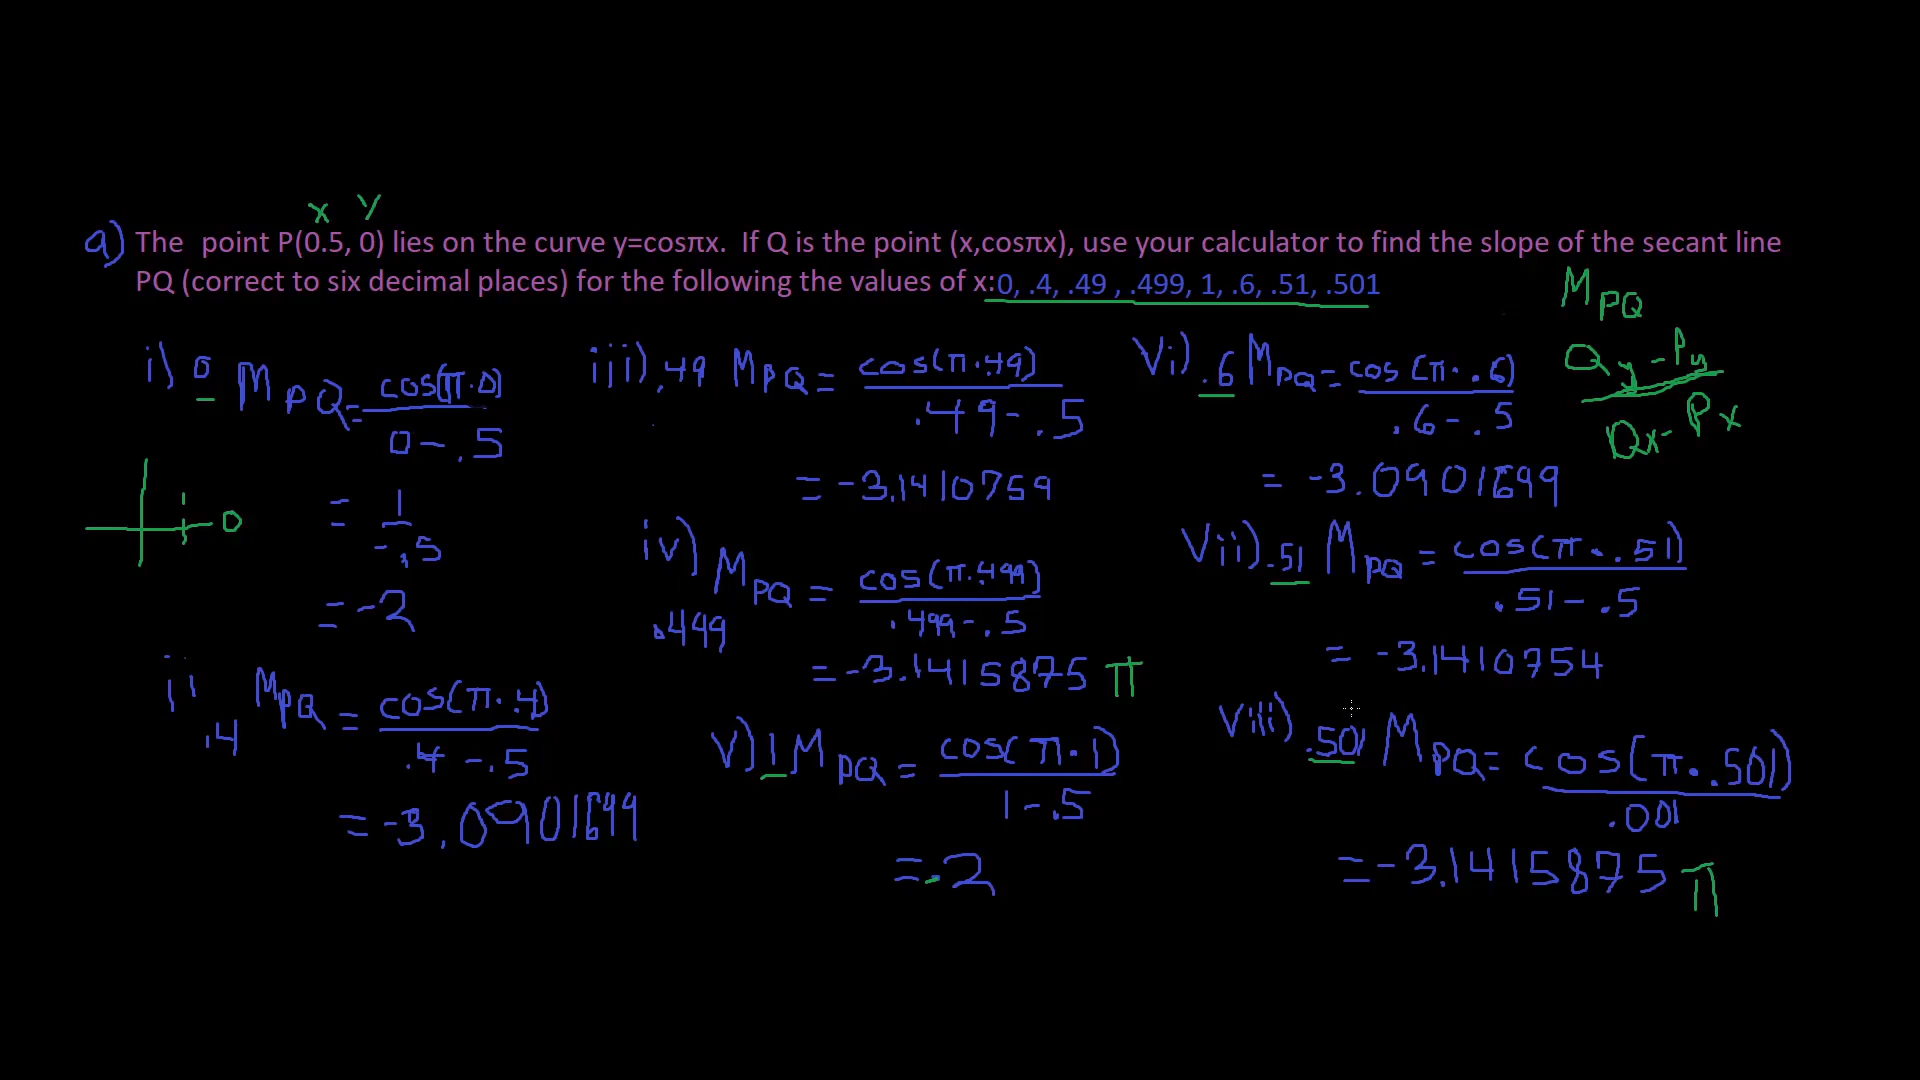 x y
a) The point P(0.5, 0) lies on the curve y=cosπx. If Q is the point (x,cosπx), use your calculator to find the slope of the secant line
PQ (correct to six decimal places) for the following the values of x: 0, .4, .49 , .499, 1, .6, .51, .501
M PQ
Qy - Py
Qx - Px
i) 0 M PQ = cos(π·0)
0 - .5
= 1
-.5
= -2
0
ii .4 M PQ = cos(π·.4)
.4 - .5
= -3.0901699
iii) .49 M PQ = cos(π·.49)
.49 - .5
= -3.1410759
iv) .499 M PQ = cos(π·.499)
.499 - .5
= -3.1415875 π
v) 1 M PQ = cos(π·1)
1 - .5
= -2
vi) .6 M PQ = cos(π·.6)
.6 - .5
= -3.0901699
vii) .51 M PQ = cos(π·.51)
.51 - .5
= -3.1410754
viii) .501 M PQ = cos(π·.501)
.001
= -3.1415875 π